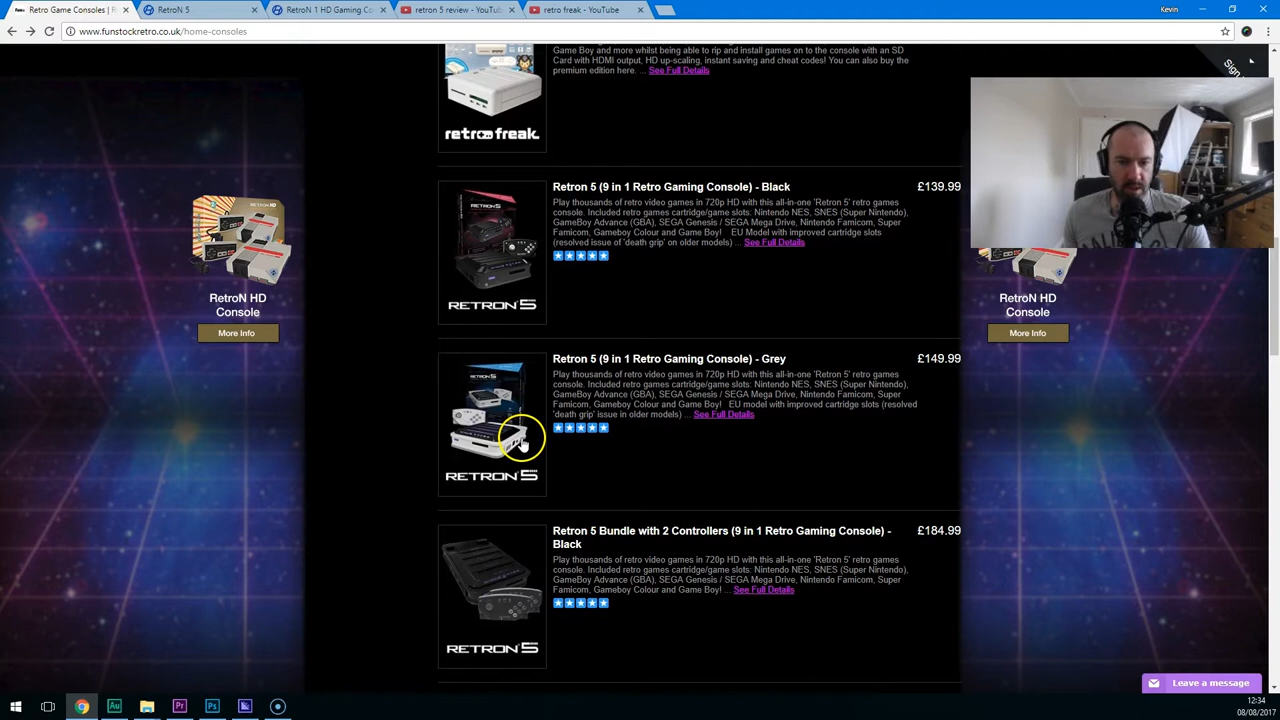 Retro Game Consoles | R
RetroN 5
RetroN 1 HD Gaming Co
retron 5 review - YouTu
retro freak - YouTube
Kevin
www.funstockretro.co.uk/home-consoles
Game Boy and more whilst being able to rip and install games on to the console with an SD
Card with HDMI output, HD up-scaling, instant saving and cheat codes! You can also buy the
premium edition here. ... See Full Details
Sign
retro freak.
Retron 5 (9 in 1 Retro Gaming Console) - Black
£139.99
Play thousands of retro video games in 720p HD with this all-in-one 'Retron 5' retro games
console. Included retro games cartridge/game slots: Nintendo NES, SNES (Super Nintendo),
GameBoy Advance (GBA), SEGA Genesis / SEGA Mega Drive, Nintendo Famicom, Super
Famicom, Gameboy Colour and Game Boy! EU Model with improved cartridge slots
(resolved issue of 'death grip' on older models) ... See Full Details
RETRON 5
RETRON 5
RetroN HD
Console
More Info
RetroN HD
Console
More Info
Retron 5 (9 in 1 Retro Gaming Console) - Grey
£149.99
Play thousands of retro video games in 720p HD with this all-in-one 'Retron 5' retro games
console. Included retro games cartridge/game slots: Nintendo NES, SNES (Super Nintendo),
GameBoy Advance (GBA), SEGA Genesis / SEGA Mega Drive, Nintendo Famicom, Super
Famicom, Gameboy Colour and Game Boy! EU model with improved cartridge slots (resolved
'death grip' issue in older models) ... See Full Details
RETRON 5
RETRON 5
Retron 5 Bundle with 2 Controllers (9 in 1 Retro Gaming Console) -
Black
£184.99
Play thousands of retro video games in 720p HD with this all-in-one 'Retron 5' retro games
console. Included retro games cartridge/game slots: Nintendo NES, SNES (Super Nintendo),
GameBoy Advance (GBA), SEGA Genesis / SEGA Mega Drive, Nintendo Famicom, Super
Famicom, Gameboy Colour and Game Boy! ... See Full Details
RETRON 5
Leave a message
Au
Pr
Ps
12:34
08/08/2017